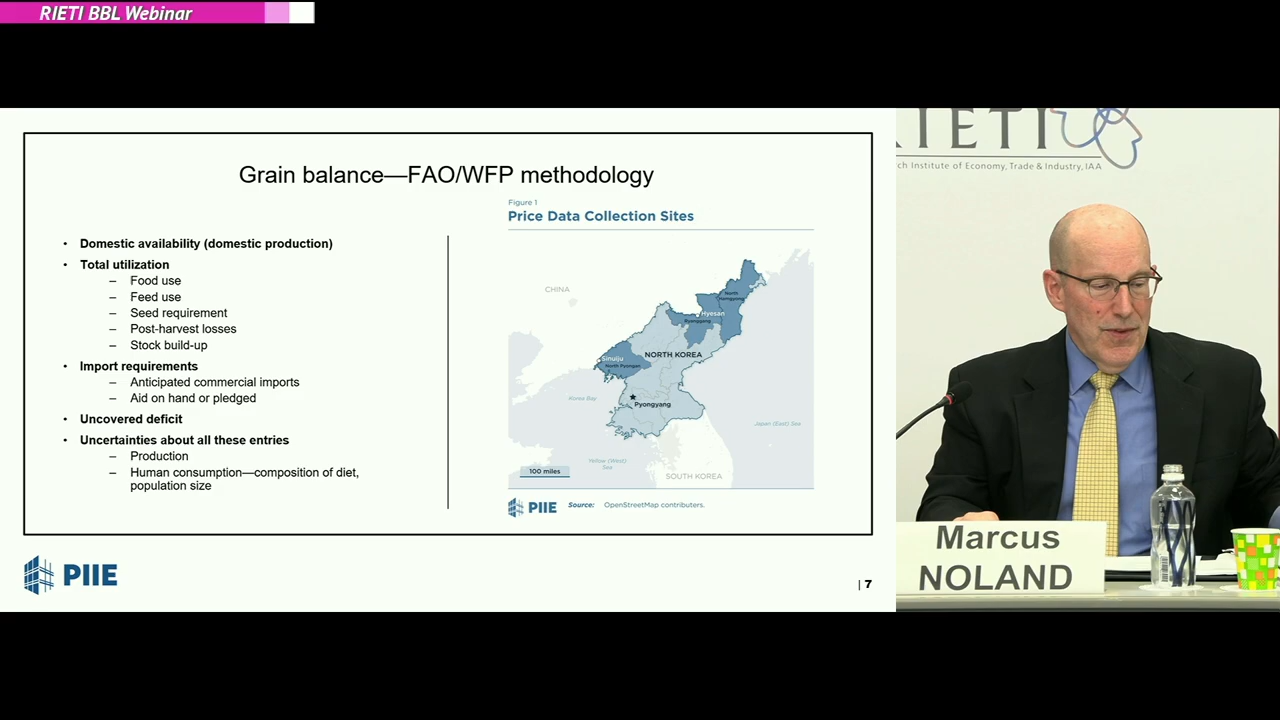 RIETI BBL Webinar
Grain balance—FAO/WFP methodology
• Domestic availability (domestic production)
• Total utilization
– Food use
– Feed use
– Seed requirement
– Post-harvest losses
– Stock build-up
• Import requirements
– Anticipated commercial imports
– Aid on hand or pledged
• Uncovered deficit
• Uncertainties about all these entries
– Production
– Human consumption—composition of diet,
population size
Figure 1
Price Data Collection Sites
CHINA
North
Hamgyong
Hyesan
Ryanggang
Sinuiju
North Pyongan
NORTH KOREA
Korea Bay
Pyongyang
Japan (East) Sea
Yellow (West)
Sea
100 miles
SOUTH KOREA
PIIE
Source: OpenStreetMap contributors.
PIIE
| 7
RIETI
rch Institute of Economy, Trade & Industry, IAA
Marcus
NOLAND